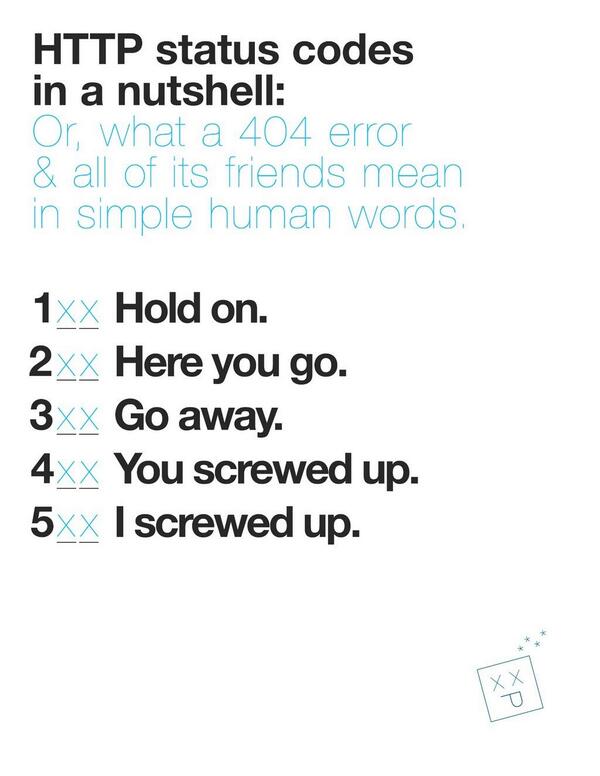 HTTP status codes
in a nutshell:
Or, what a 404 error
& all of its friends mean
in simple human words.
1xx Hold on.
2xx Here you go.
3xx Go away.
4xx You screwed up.
5xx I screwed up.
****
xx
P